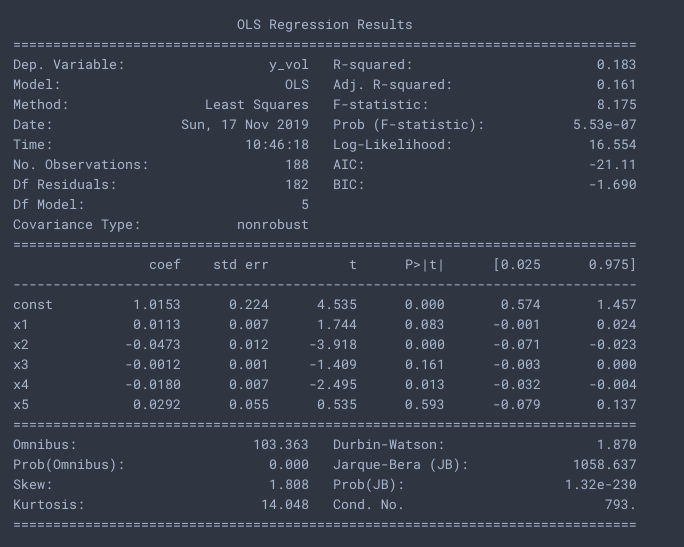 OLS Regression Results
==============================================================================
Dep. Variable:                  y_vol   R-squared:                       0.183
Model:                            OLS   Adj. R-squared:                  0.161
Method:                 Least Squares   F-statistic:                     8.175
Date:                Sun, 17 Nov 2019   Prob (F-statistic):           5.53e-07
Time:                        10:46:18   Log-Likelihood:                 16.554
No. Observations:                 188   AIC:                            -21.11
Df Residuals:                     182   BIC:                            -1.690
Df Model:                           5
Covariance Type:            nonrobust
==============================================================================
                 coef    std err          t      P>|t|      [0.025      0.975]
------------------------------------------------------------------------------
const          1.0153      0.224      4.535      0.000       0.574       1.457
x1             0.0113      0.007      1.744      0.083      -0.001       0.024
x2            -0.0473      0.012     -3.918      0.000      -0.071      -0.023
x3            -0.0012      0.001     -1.409      0.161      -0.003       0.000
x4            -0.0180      0.007     -2.495      0.013      -0.032      -0.004
x5             0.0292      0.055      0.535      0.593      -0.079       0.137
==============================================================================
Omnibus:                      103.363   Durbin-Watson:                   1.870
Prob(Omnibus):                  0.000   Jarque-Bera (JB):             1058.637
Skew:                           1.808   Prob(JB):                    1.32e-230
Kurtosis:                      14.048   Cond. No.                         793.
==============================================================================